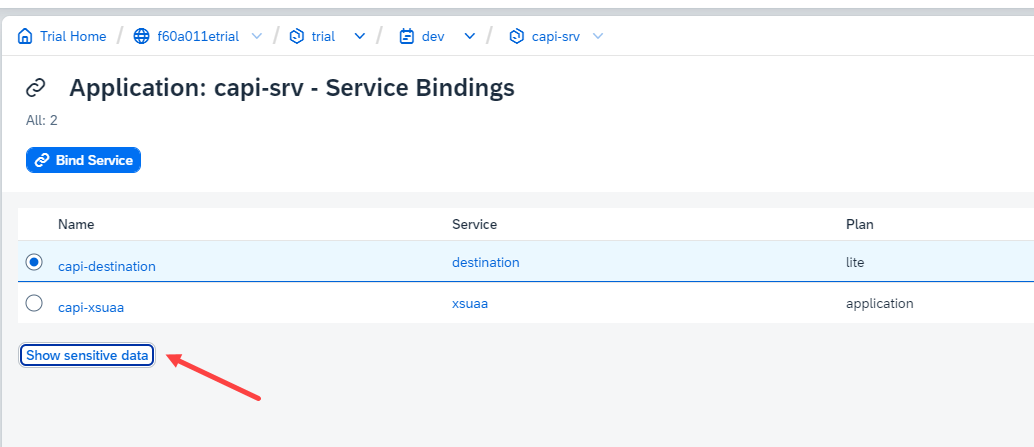 Trial Home / f60a011etrial / trial / dev / capi-srv
Application: capi-srv - Service Bindings
All: 2
Bind Service
Name Service Plan
capi-destination destination lite
capi-xsuaa xsuaa application
Show sensitive data